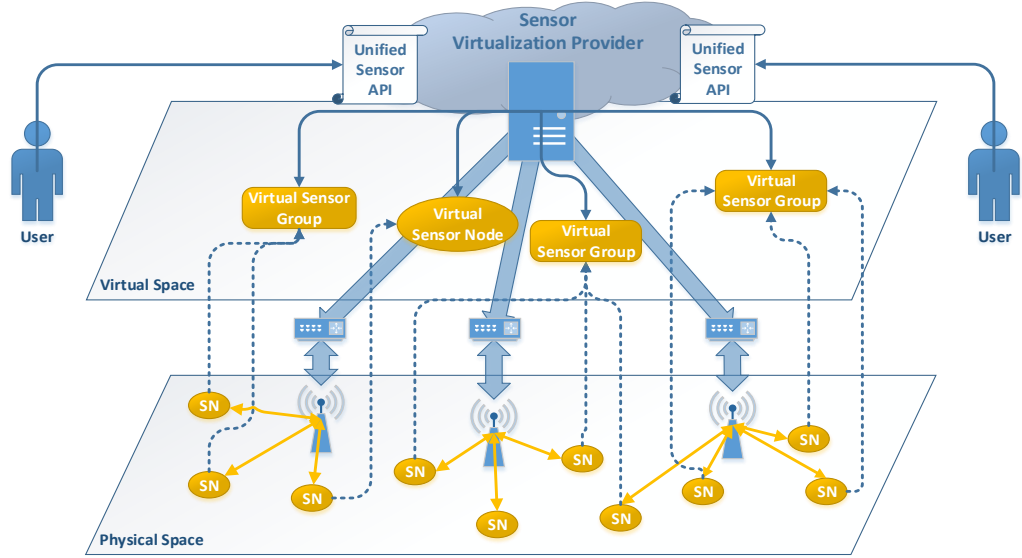 Sensor
Virtualization Provider
Unified
Sensor
API
Unified
Sensor
API
User
User
Virtual Sensor
Group
Virtual
Sensor Node
Virtual
Sensor Group
Virtual
Sensor Group
Virtual Space
SN
SN
SN
SN
SN
SN
SN
SN
SN
SN
Physical Space